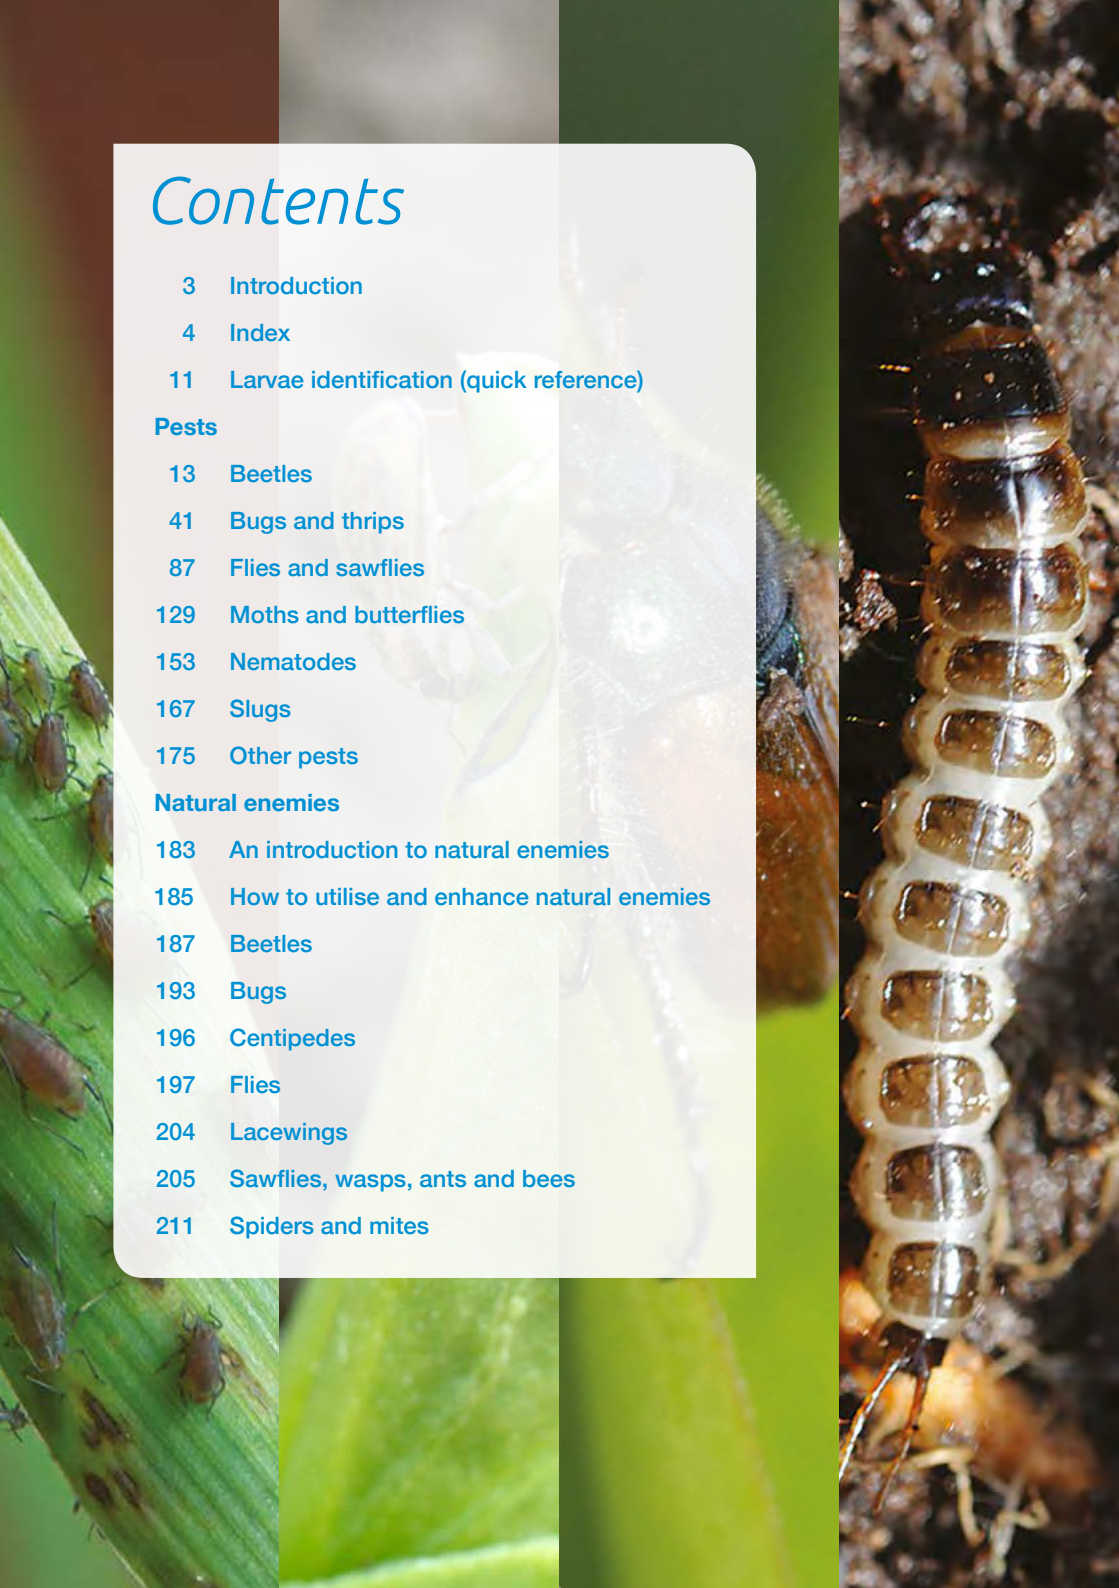 Contents
3 Introduction
4 Index
11 Larvae identification (quick reference)
Pests
13 Beetles
41 Bugs and thrips
87 Flies and sawflies
129 Moths and butterflies
153 Nematodes
167 Slugs
175 Other pests
Natural enemies
183 An introduction to natural enemies
185 How to utilise and enhance natural enemies
187 Beetles
193 Bugs
196 Centipedes
197 Flies
204 Lacewings
205 Sawflies, wasps, ants and bees
211 Spiders and mites